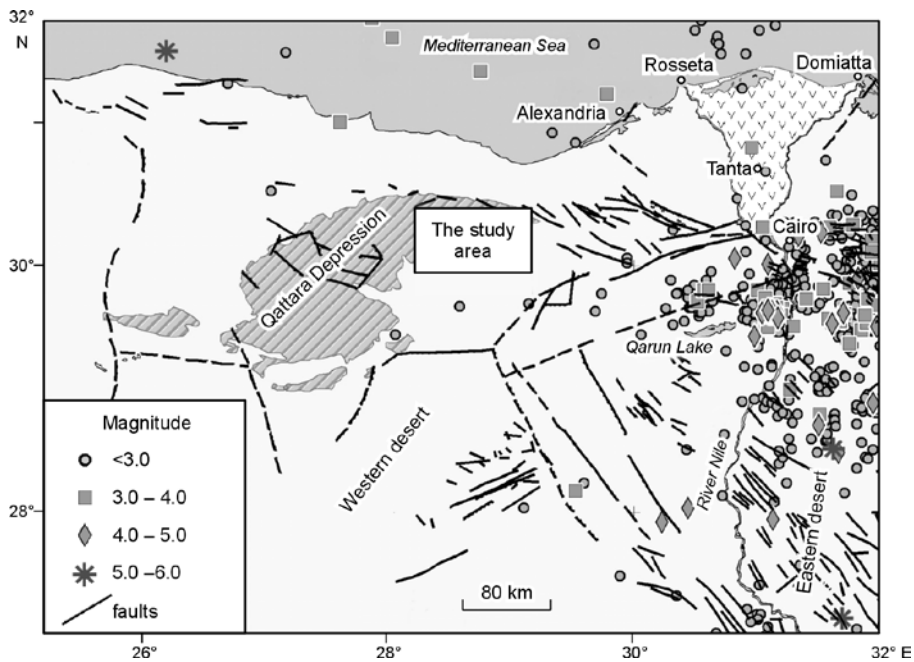 32°
N
Mediterranean Sea
Rosseta
Domiatta
Alexandria
Tanta
Cairo
The study
area
30°
Qattara Depression
Qarun Lake
Magnitude
<3.0
3.0 – 4.0
4.0 – 5.0
5.0 –6.0
faults
Western desert
River Nile
Eastern desert
28°
80 km
26°
28°
30°
32° E